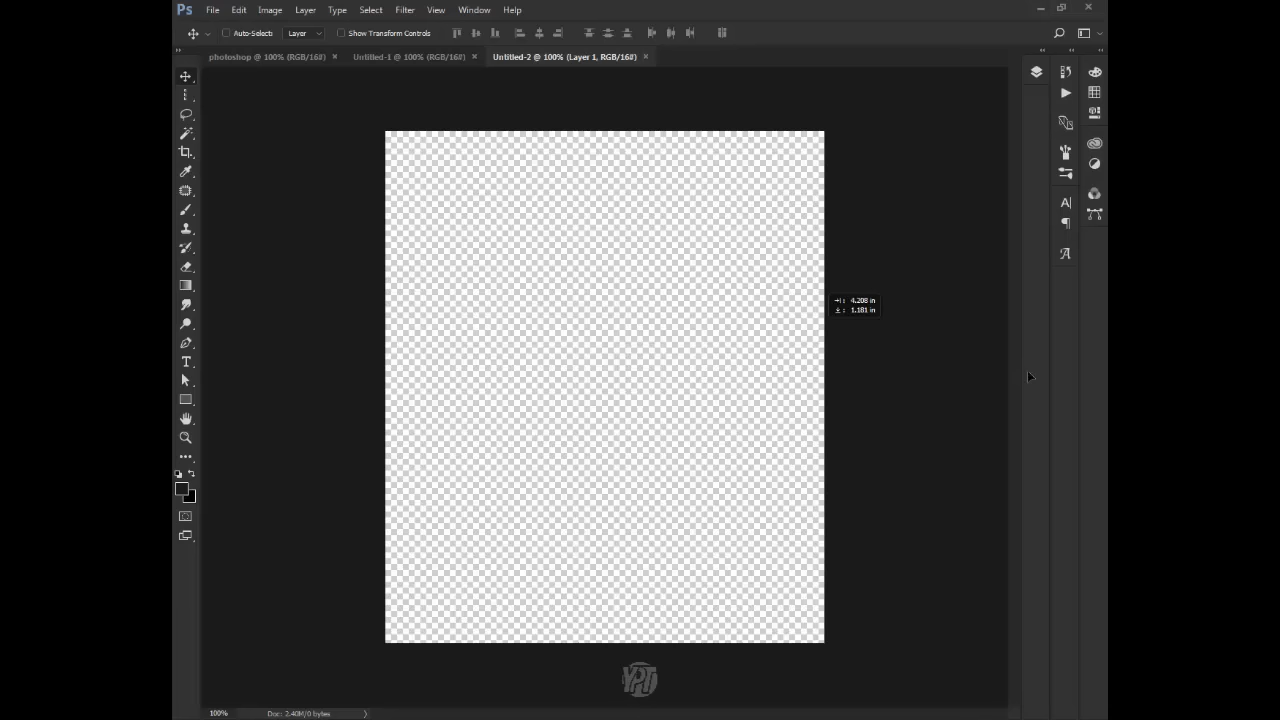 Ps File Edit Image Layer Type Select Filter View Window Help
Auto-Select: Layer Show Transform Controls
photoshop @ 100% (RGB/16#) × Untitled-1 @ 100% (RGB/16#) × Untitled-2 @ 100% (Layer 1, RGB/16#) ×
4.208 in
1.181 in
YPT
100% Doc: 2.40M/0 bytes